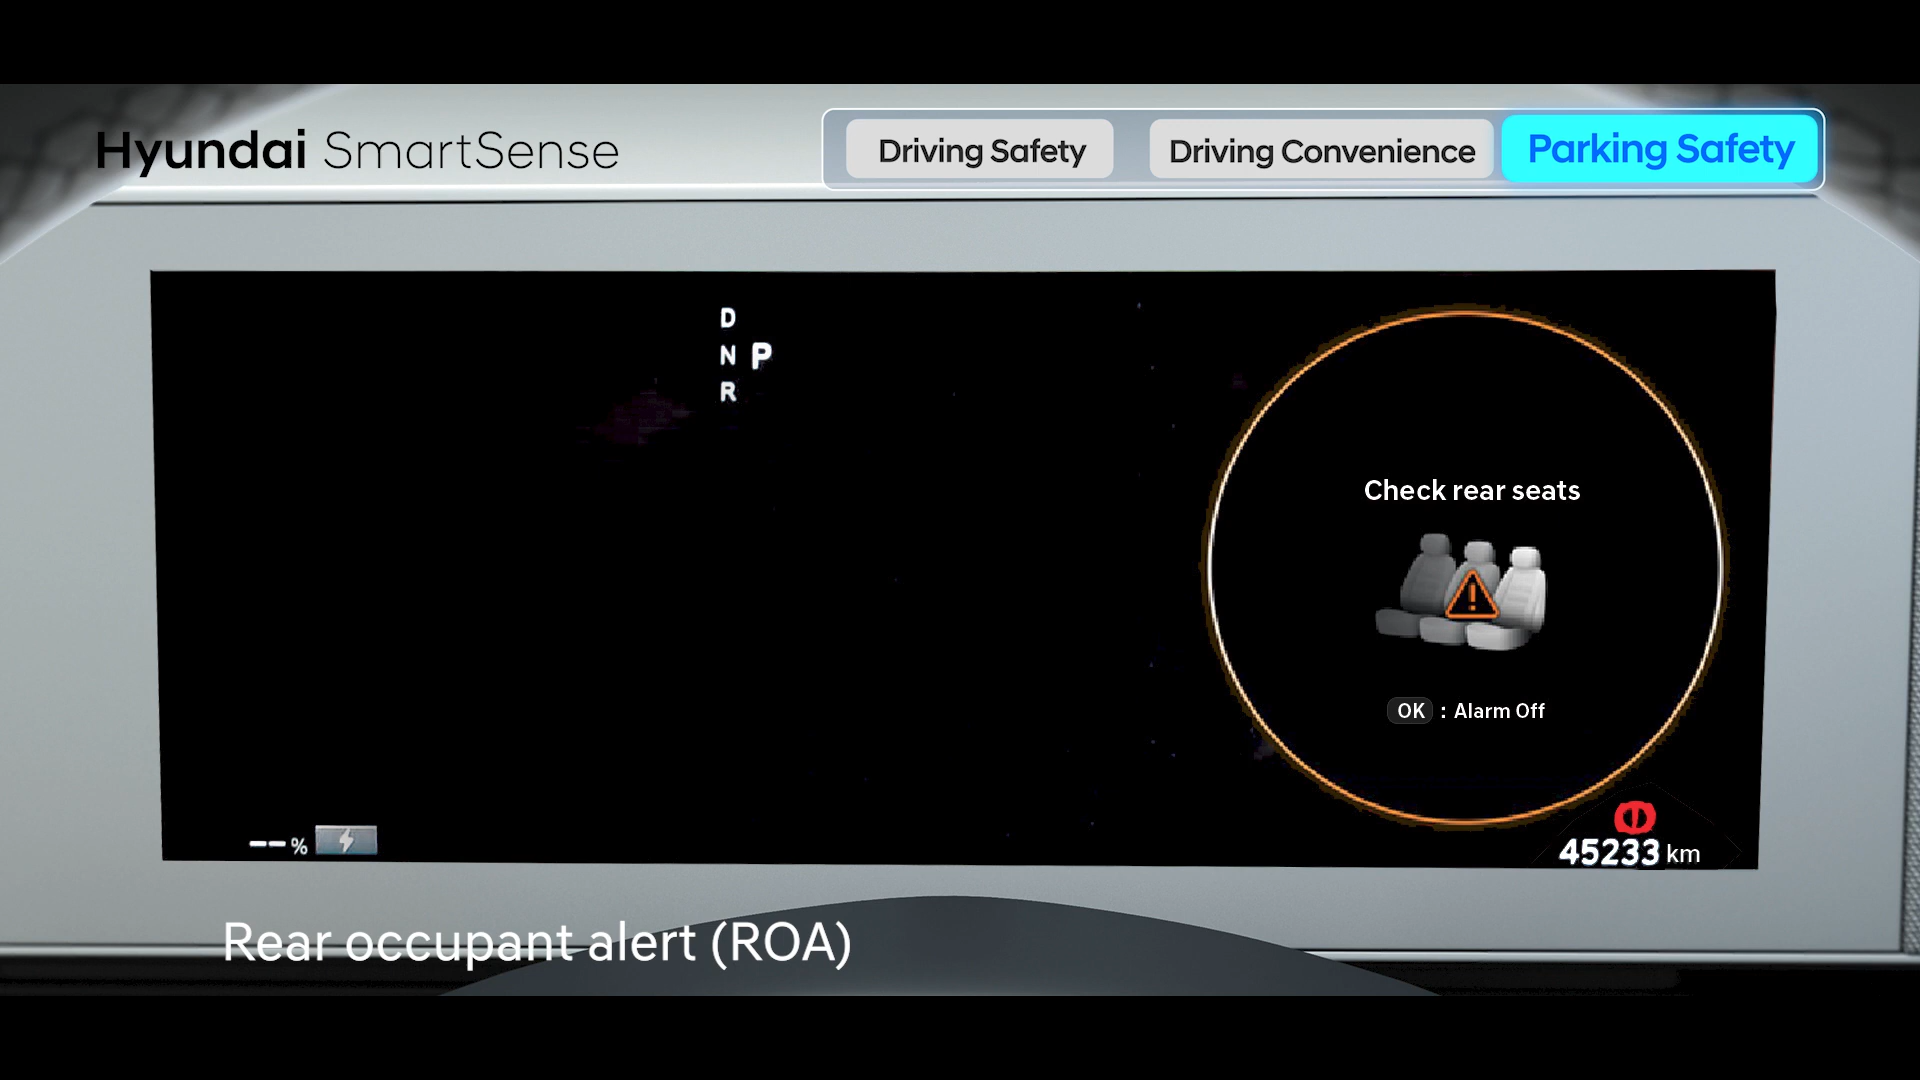 Hyundai SmartSense
Driving Safety
Driving Convenience
Parking Safety
D
N P
R
Check rear seats
OK : Alarm Off
--%
45233 km
Rear occupant alert (ROA)